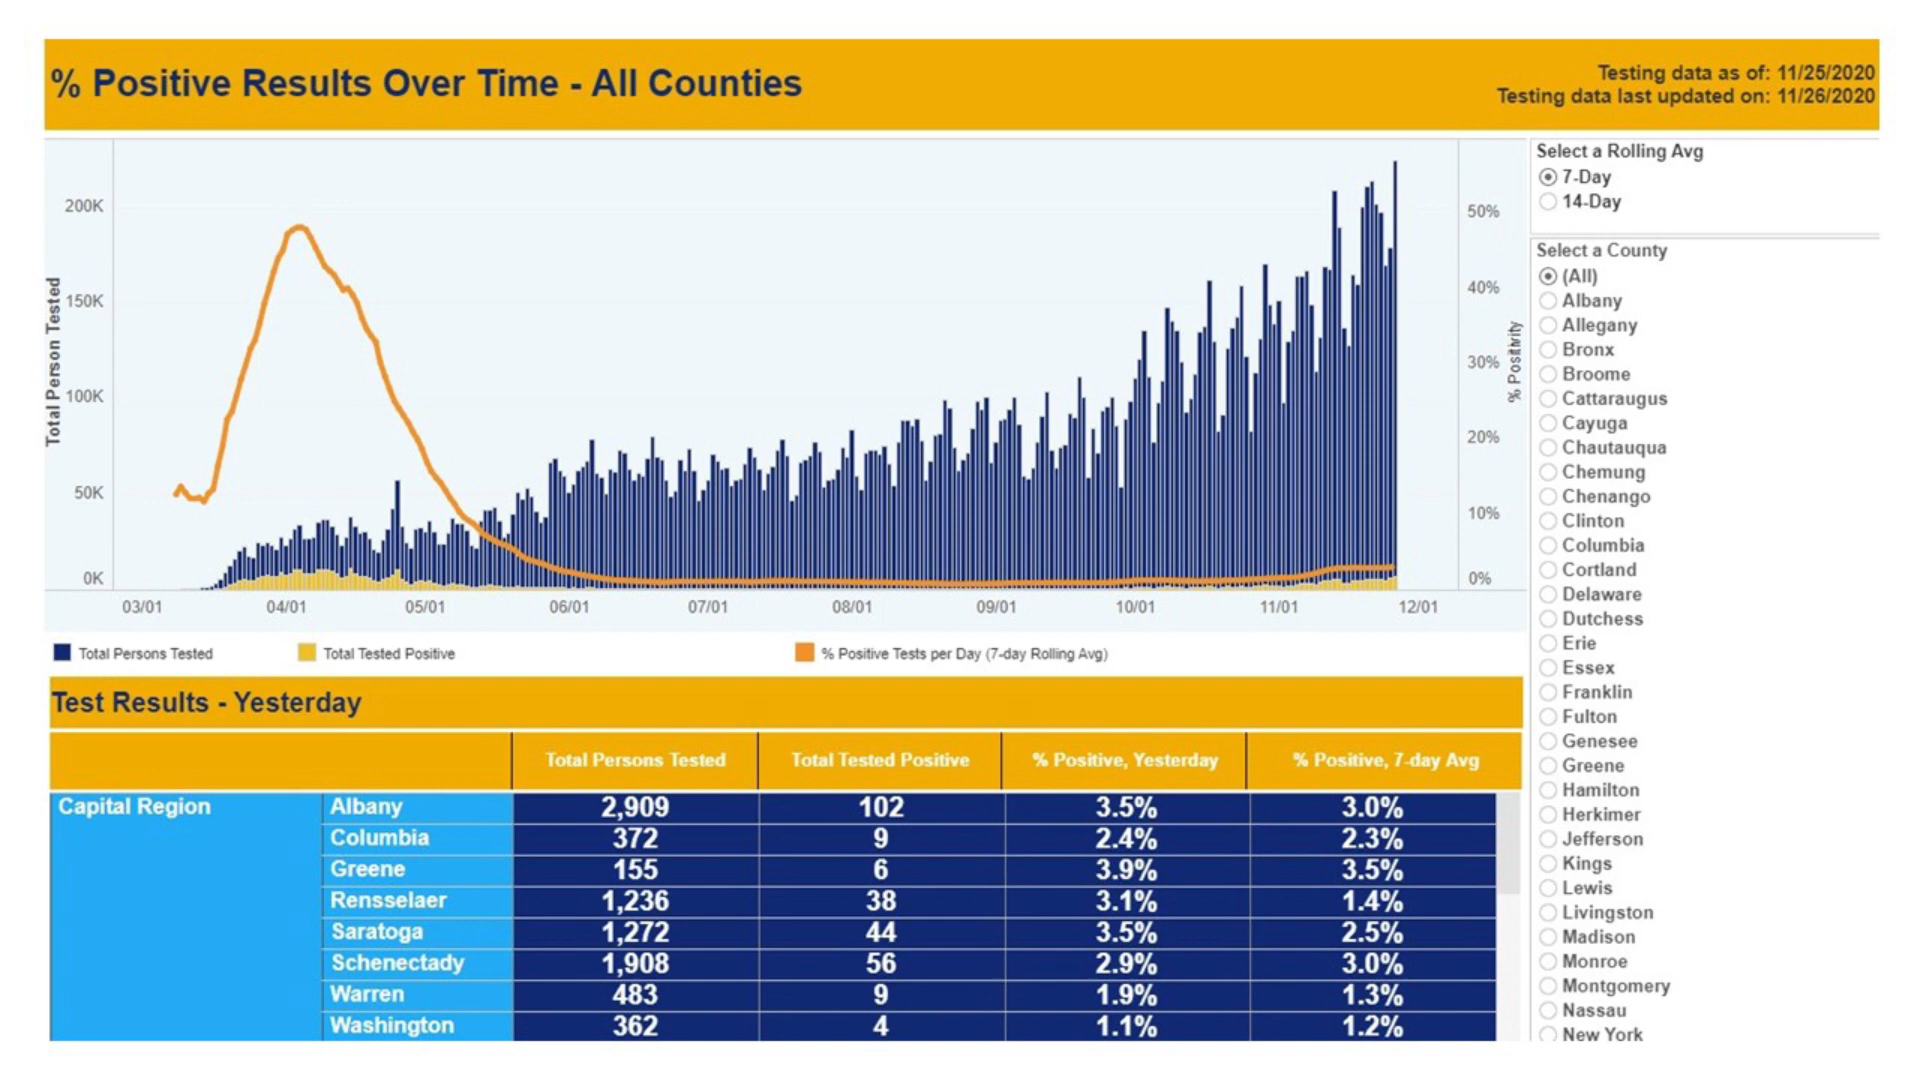 % Positive Results Over Time - All Counties
Testing data as of: 11/25/2020
Testing data last updated on: 11/26/2020
Total Person Tested
200K
150K
100K
50K
0K
50%
40%
30%
20%
10%
0%
% Positivity
03/01 04/01 05/01 06/01 07/01 08/01 09/01 10/01 11/01 12/01
Total Persons Tested Total Tested Positive % Positive Tests per Day (7-day Rolling Avg)
Select a Rolling Avg
7-Day
14-Day
Select a County
(All)
Albany
Allegany
Bronx
Broome
Cattaraugus
Cayuga
Chautauqua
Chemung
Chenango
Clinton
Columbia
Cortland
Delaware
Dutchess
Erie
Essex
Franklin
Fulton
Genesee
Greene
Hamilton
Herkimer
Jefferson
Kings
Lewis
Livingston
Madison
Monroe
Montgomery
Nassau
New York
Test Results - Yesterday
Total Persons Tested Total Tested Positive % Positive, Yesterday % Positive, 7-day Avg
Capital Region Albany 2,909 102 3.5% 3.0%
Columbia 372 9 2.4% 2.3%
Greene 155 6 3.9% 3.5%
Rensselaer 1,236 38 3.1% 1.4%
Saratoga 1,272 44 3.5% 2.5%
Schenectady 1,908 56 2.9% 3.0%
Warren 483 9 1.9% 1.3%
Washington 362 4 1.1% 1.2%